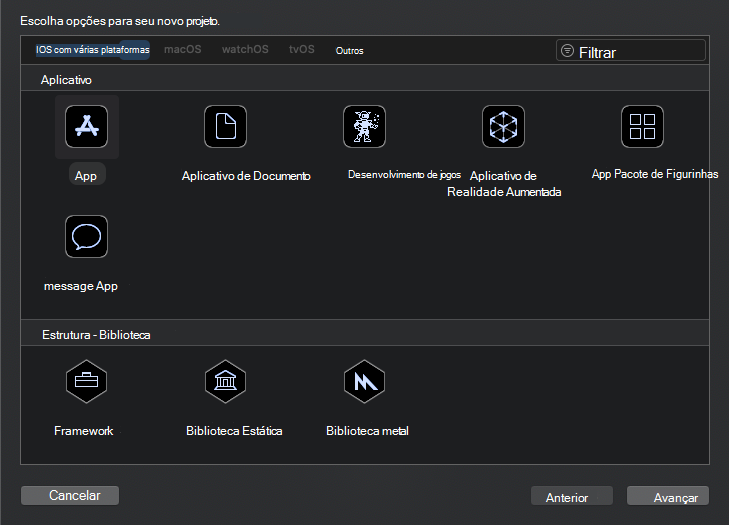 Escolha opções para seu novo projeto.
IOS com várias plataformas macOS watchOS tvOS Outros Filtrar
Aplicativo
App Aplicativo de Documento Desenvolvimento de jogos Aplicativo de App Pacote de Figurinhas
Realidade Aumentada
message App
Estrutura - Biblioteca
Framework Biblioteca Estática Biblioteca metal
Cancelar Anterior Avançar